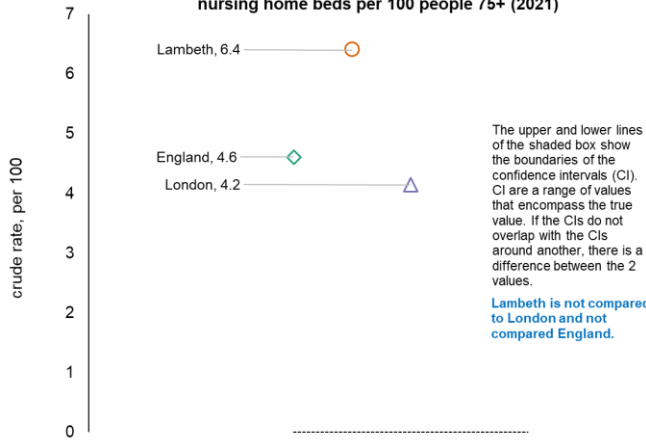 nursing home beds per 100 people 75+ (2021)
7
Lambeth, 6.4
6
5
England, 4.6
London, 4.2
4
3
2
1
0
crude rate, per 100
The upper and lower lines
of the shaded box show
the boundaries of the
confidence intervals (CI).
CI are a range of values
that encompass the true
value. If the CIs do not
overlap with the CIs
around another, there is a
difference between the 2
values.
Lambeth is not compared
to London and not
compared England.